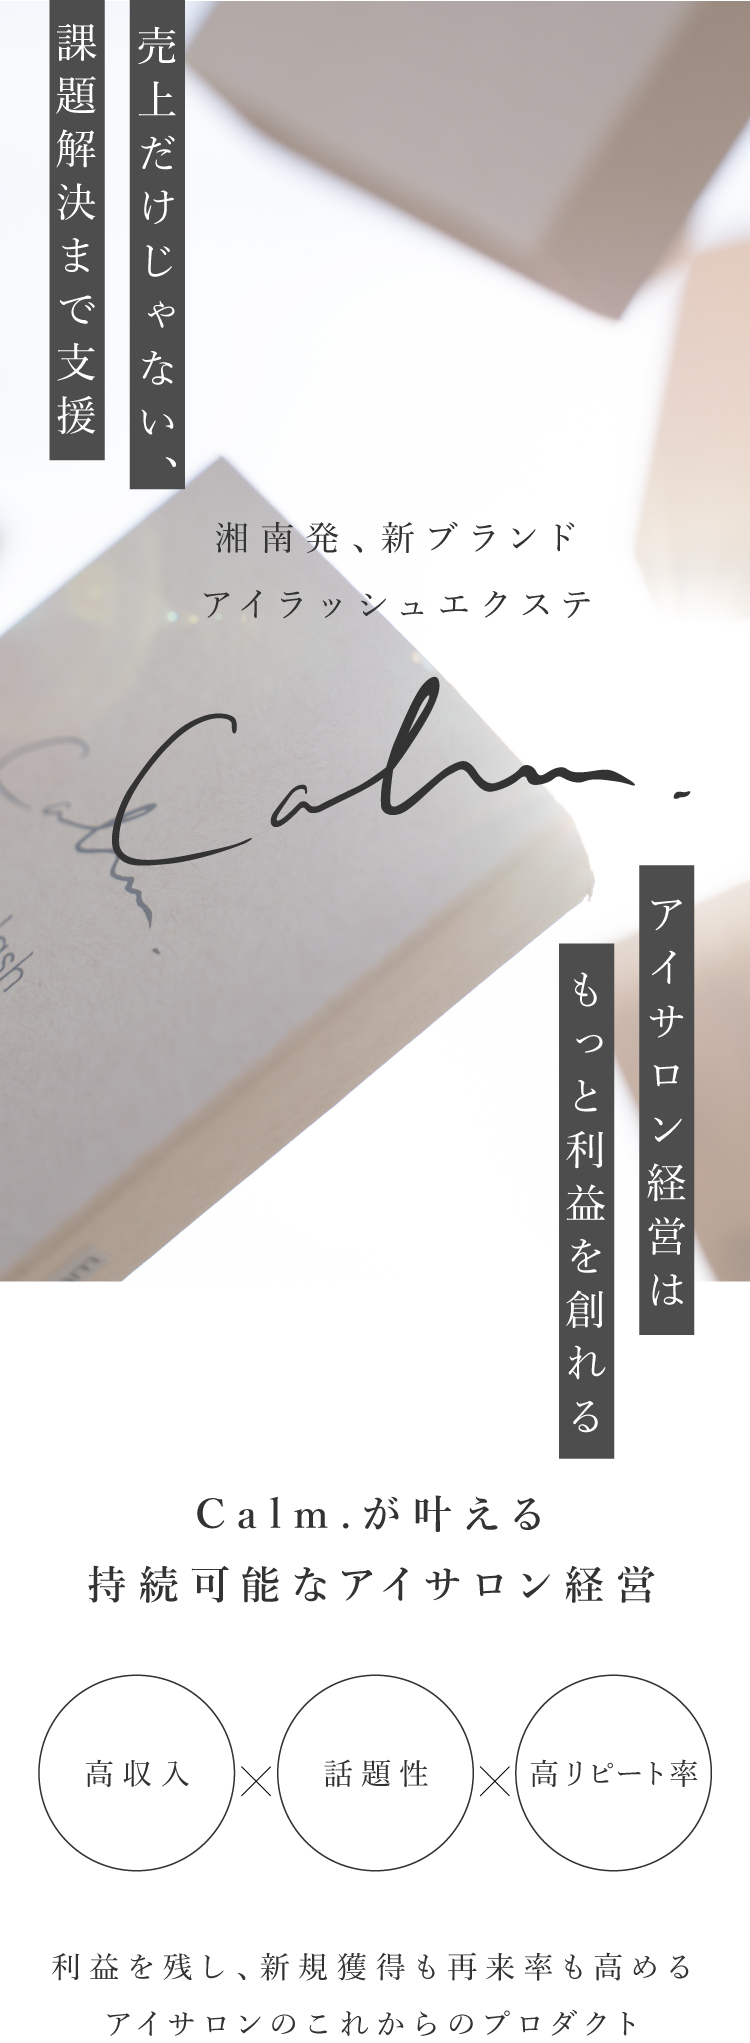 売上だけじゃない、
課題解決まで支援
湘南発、新ブランド
アイラッシュエクステ
Calm.
Calm.
lash
アイサロン経営は
もっと利益を創れる
Calm.が叶える
持続可能なアイサロン経営
高収入×話題性×高リピート率
利益を残し、新規獲得も再来率も高める
アイサロンのこれからのプロダクト